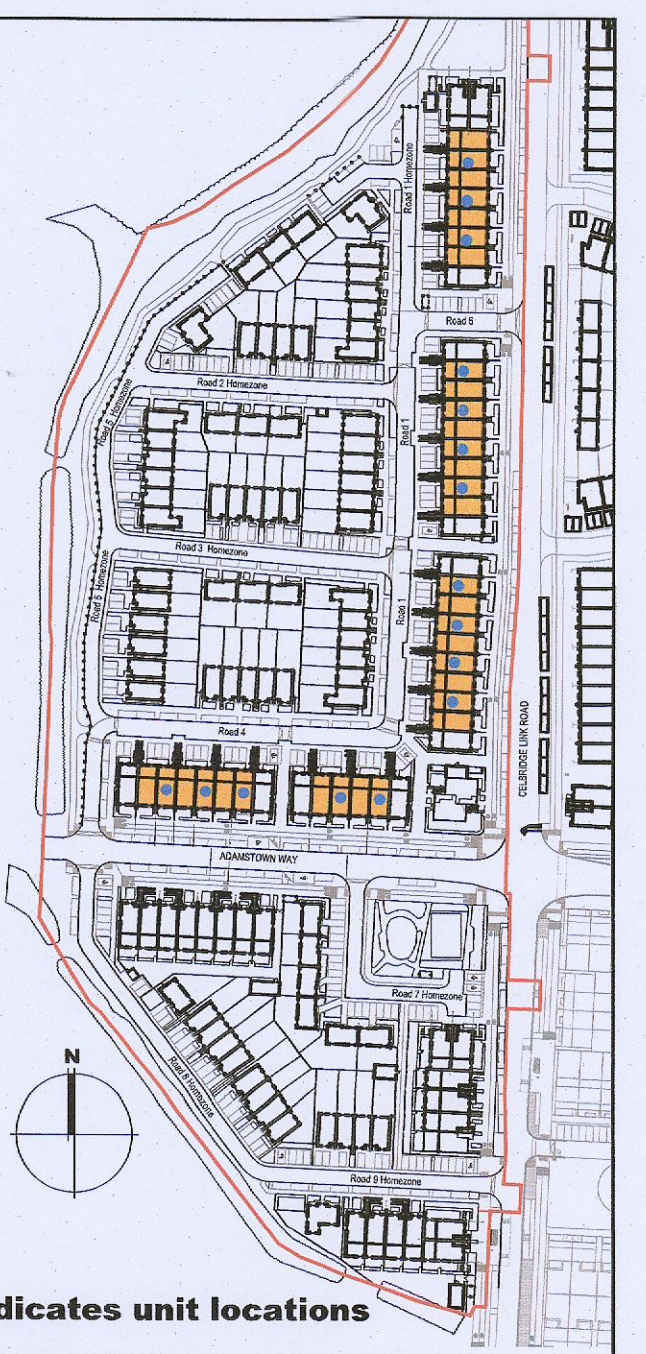 Road 1 Homezone
Road 6
Road 2 Homezone
Road 5 Homezone
Road 1
Road 3 Homezone
Road 5 Homezone
Road 1
Road 4
CELBRIDGE LINK ROAD
ADAMSTOWN WAY
Road 7 Homezone
N
Road 8 Homezone
Road 9 Homezone
dicates unit locations